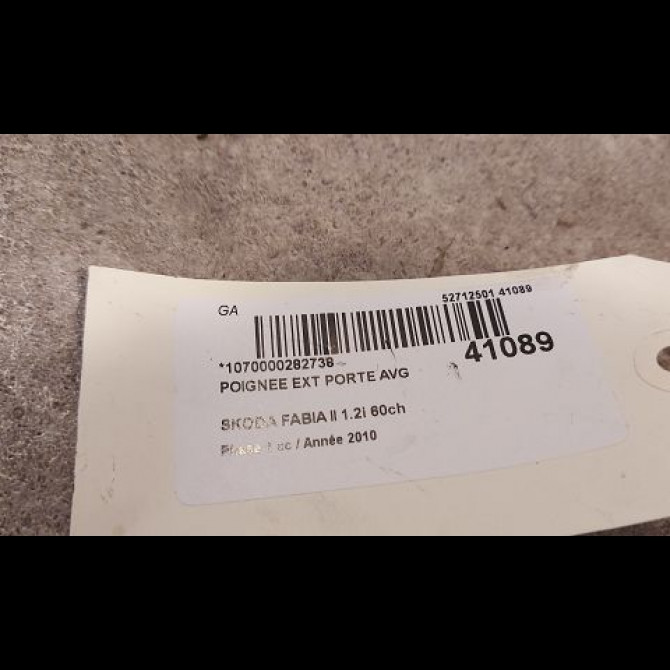 GA
52712501 41089
*1070000282738
41089
POIGNEE EXT PORTE AVG
SKODA FABIA II 1.2i 60ch
/ Année 2010